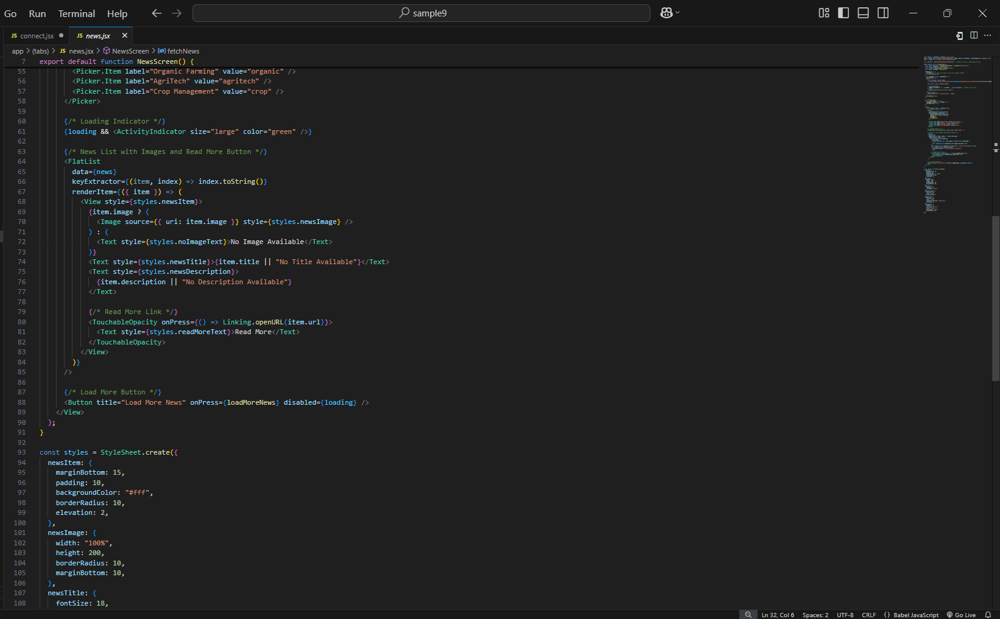 Go Run Terminal Help sample9
JS connect.jsx JS news.jsx
app > (tabs) > JS news.jsx > NewsScreen > fetchNews
7 export default function NewsScreen() {
55 <Picker.Item label="Organic Farming" value="organic" />
56 <Picker.Item label="AgriTech" value="agritech" />
57 <Picker.Item label="Crop Management" value="crop" />
58 </Picker>
59
60 {/* Loading Indicator */}
61 {loading && <ActivityIndicator size="large" color="green" />}
62
63 {/* News List with Images and Read More Button */}
64 <FlatList
65 data={news}
66 keyExtractor={(item, index) => index.toString()}
67 renderItem={({ item }) => (
68 <View style={styles.newsItem}>
69 {item.image ? (
70 <Image source={{ uri: item.image }} style={styles.newsImage} />
71 ) : (
72 <Text style={styles.noImageText}>No Image Available</Text>
73 )}
74 <Text style={styles.newsTitle}>{item.title || "No Title Available"}</Text>
75 <Text style={styles.newsDescription}>
76 {item.description || "No Description Available"}
77 </Text>
78
79 {/* Read More Link */}
80 <TouchableOpacity onPress={() => Linking.openURL(item.url)}>
81 <Text style={styles.readMoreText}>Read More</Text>
82 </TouchableOpacity>
83 </View>
84 )}
85 />
86
87 {/* Load More Button */}
88 <Button title="Load More News" onPress={loadMoreNews} disabled={loading} />
89 </View>
90 );
91 }
92
93 const styles = StyleSheet.create({
94 newsItem: {
95 marginBottom: 15,
96 padding: 10,
97 backgroundColor: "#fff",
98 borderRadius: 10,
99 elevation: 2,
100 },
101 newsImage: {
102 width: "100%",
103 height: 200,
104 borderRadius: 10,
105 marginBottom: 10,
106 },
107 newsTitle: {
108 fontSize: 18,
Ln 32, Col 6 Spaces: 2 UTF-8 CRLF {} Babel JavaScript Go Live